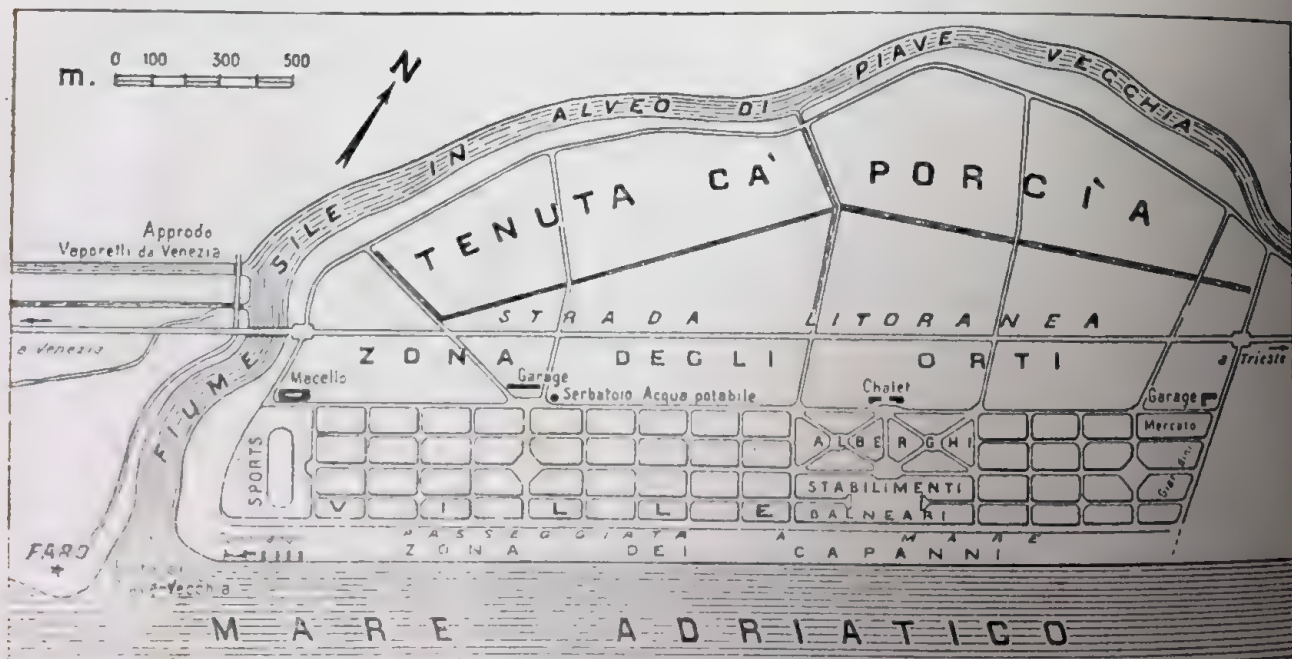 m. 0 100 300 500
N
FIUME SILE IN ALVEO DI PIAVE VECCHIA
Approdo
Vaporetti da Venezia
TENUTA CA' PORCÌA
STRADA LITORANEA
a Venezia
a Trieste
ZONA DEGLI ORTI
Macello
Garage
Serbatoio Acqua potabile
Chalet
Garage
Mercato
SPORTS
ALBERGHI
Giardini
STABILIMENTI
VILLE
BALNEARI
PASSEGGIATA A MARE
ZONA DEI CAPANNI
FARO
Vecchia
MARE ADRIATICO